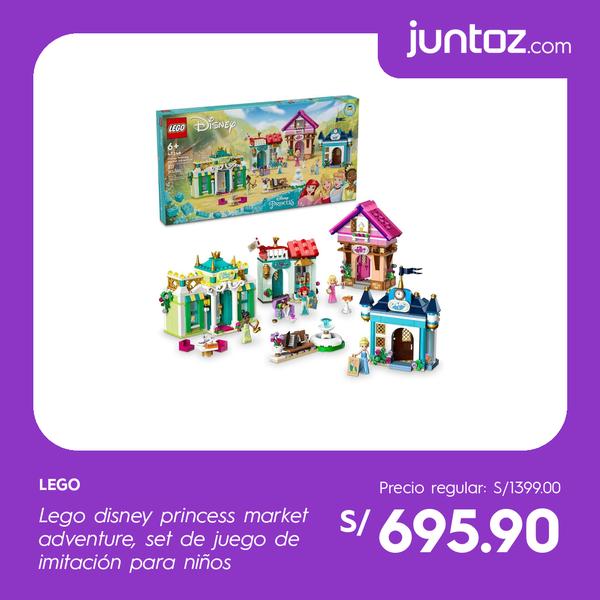 juntoz.com
LEGO
Disney
6+
Disney
Princess
LEGO
Precio regular: S/1399.00
Lego disney princess market
adventure, set de juego de
imitación para niños
S/ 695.90